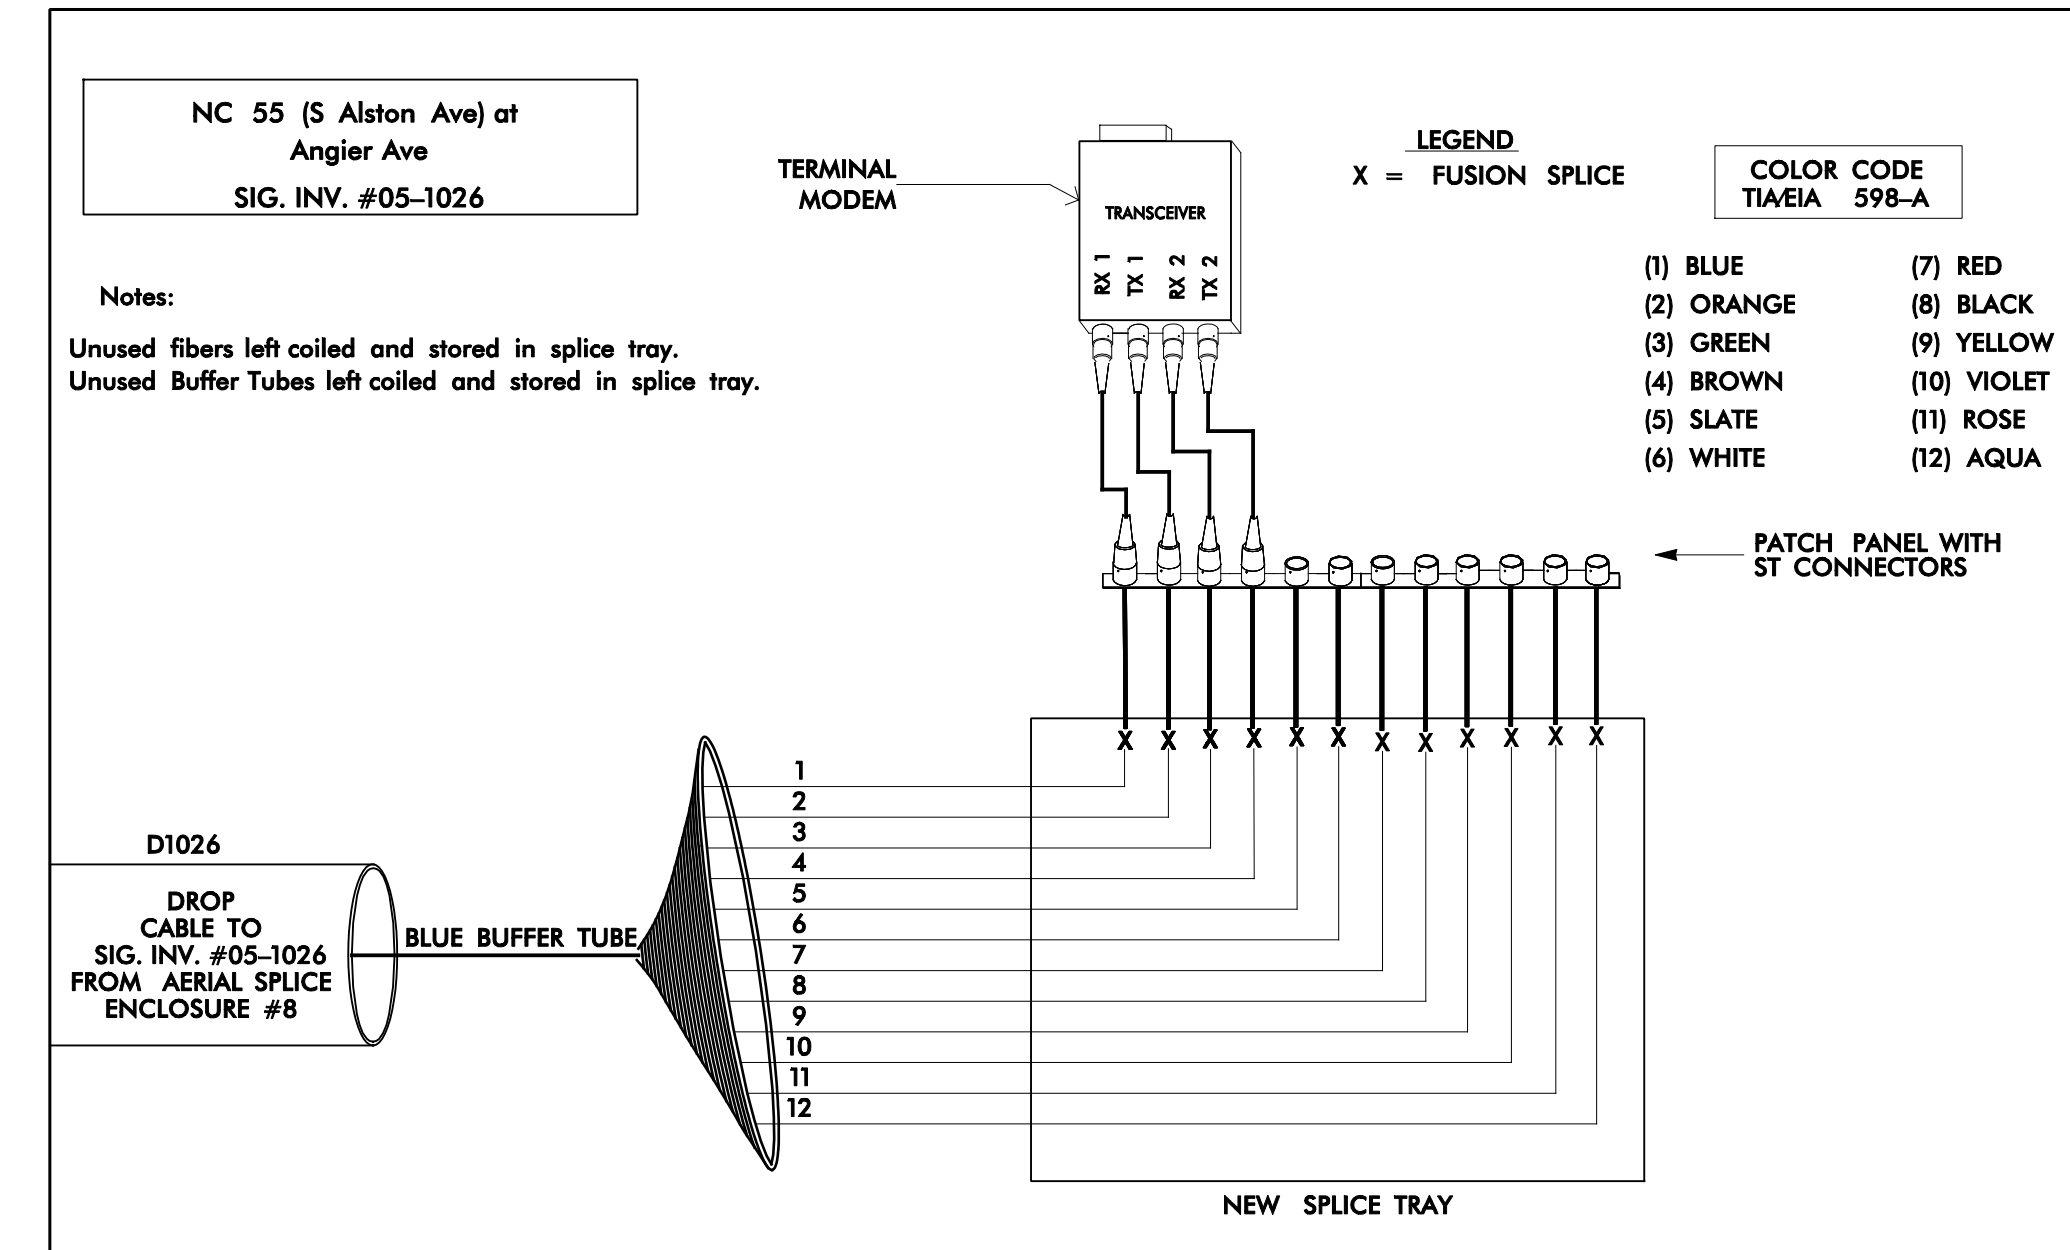 NC 55 (S Alston Ave) at
Angier Ave
SIG. INV. #05-1026
Notes:
Unused fibers left coiled and stored in splice tray.
Unused Buffer Tubes left coiled and stored in splice tray.
TERMINAL
MODEM
TRANSCEIVER
RX 1
TX 1
RX 2
TX 2
LEGEND
X = FUSION SPLICE
COLOR CODE
TIA/EIA 598-A
(1) BLUE
(2) ORANGE
(3) GREEN
(4) BROWN
(5) SLATE
(6) WHITE
(7) RED
(8) BLACK
(9) YELLOW
(10) VIOLET
(11) ROSE
(12) AQUA
PATCH PANEL WITH
ST CONNECTORS
X X X X X X X X X X X X
1
2
3
4
5
6
7
8
9
10
11
12
D1026
DROP
CABLE TO
SIG. INV. #05-1026
FROM AERIAL SPLICE
ENCLOSURE #8
BLUE BUFFER TUBE
NEW SPLICE TRAY